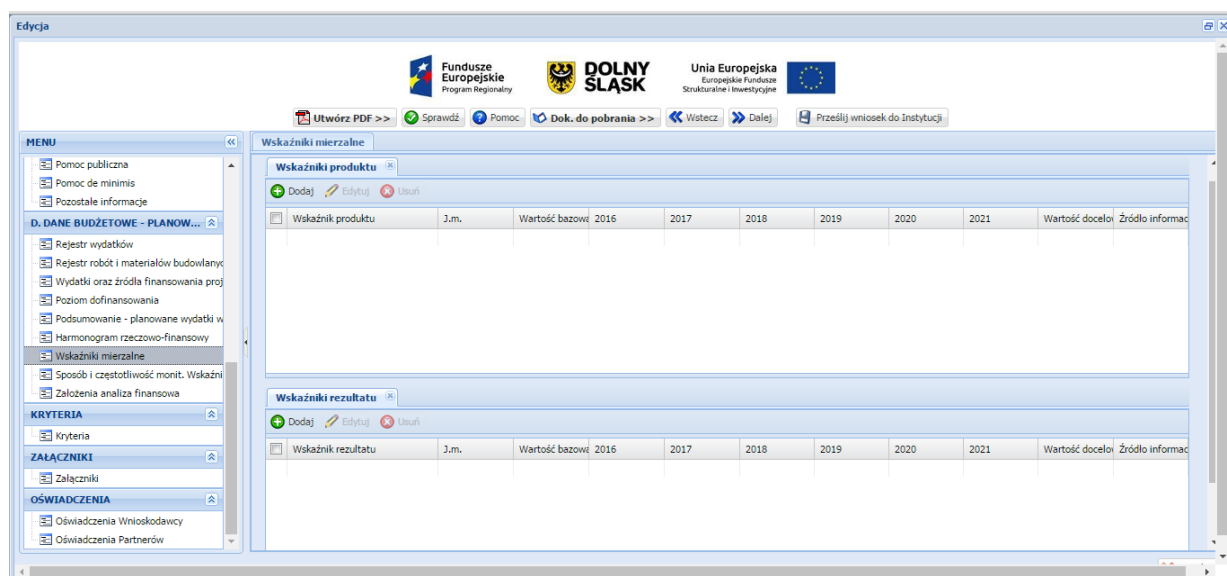 Edycja
Fundusze
Europejskie
Program Regionalny
DOLNY
ŚLĄSK
Unia Europejska
Europejskie Fundusze
Strukturalne i Inwestycyjne
Utwórz PDF >> Sprawdź Pomoc Dok. do pobrania >> Wstecz Dalej Prześlij wniosek do Instytucji
MENU
Pomoc publiczna
Pomoc de minimis
Pozostałe informacje
D. DANE BUDŻETOWE - PLANOW...
Rejestr wydatków
Rejestr robót i materiałów budowlanyc
Wydatki oraz źródła finansowania proj
Poziom dofinansowania
Podsumowanie - planowane wydatki w
Harmonogram rzeczowo-finansowy
Wskaźniki mierzalne
Sposób i częstotliwość monit. Wskaźni
Założenia analiza finansowa
KRYTERIA
Kryteria
ZAŁĄCZNIKI
Załączniki
OŚWIADCZENIA
Oświadczenia Wnioskodawcy
Oświadczenia Partnerów
Wskaźniki mierzalne
Wskaźniki produktu
Dodaj Edytuj Usuń
Wskaźnik produktu J.m. Wartość bazowa 2016 2017 2018 2019 2020 2021 Wartość docelov Źródło informac
Wskaźniki rezultatu
Dodaj Edytuj Usuń
Wskaźnik rezultatu J.m. Wartość bazowa 2016 2017 2018 2019 2020 2021 Wartość docelov Źródło informac